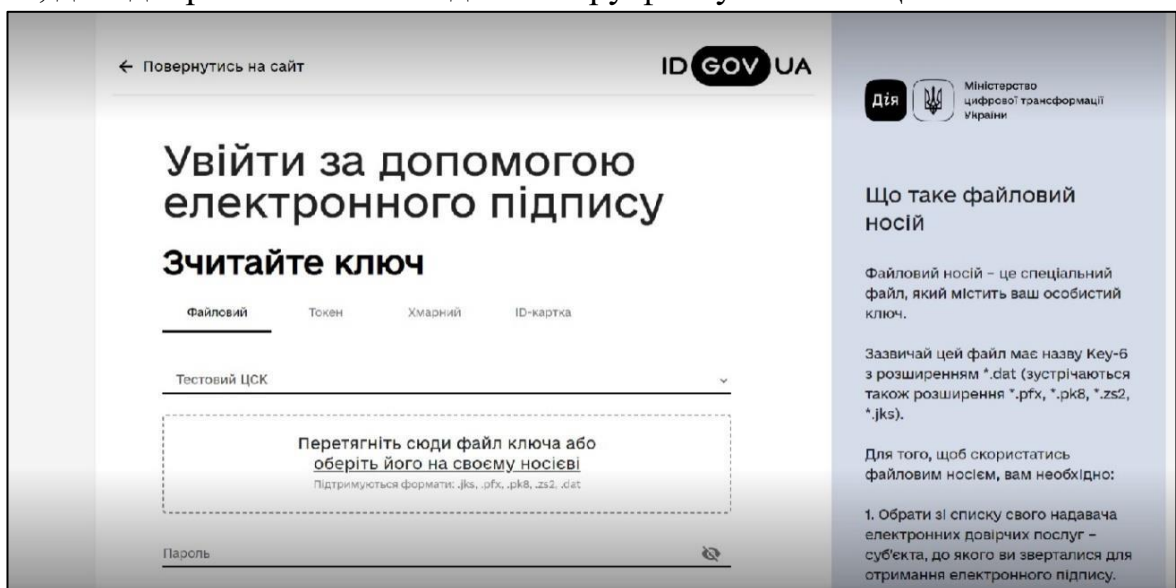 ← Повернутись на сайт
ID GOV UA
Увійти за допомогою
електронного підпису
Зчитайте ключ
Файловий Токен Хмарний ID-картка
Тестовий ЦСК
Перетягніть сюди файл ключа або
оберіть його на своєму носієві
Підтримуються формати: .jks, .pfx, .pk8, .zs2, .dat
Пароль
Дія
Міністерство
цифрової трансформації
України
Що таке файловий
носій
Файловий носій – це спеціальний
файл, який містить ваш особистий
ключ.
Зазвичай цей файл має назву Key-6
з розширенням *.dat (зустрічаються
також розширення *.pfx, *.pk8, *.zs2,
*.jks).
Для того, щоб скористатись
файловим носієм, вам необхідно:
1. Обрати зі списку свого надавача
електронних довірчих послуг –
суб'єкта, до якого ви зверталися для
отримання електронного підпису.